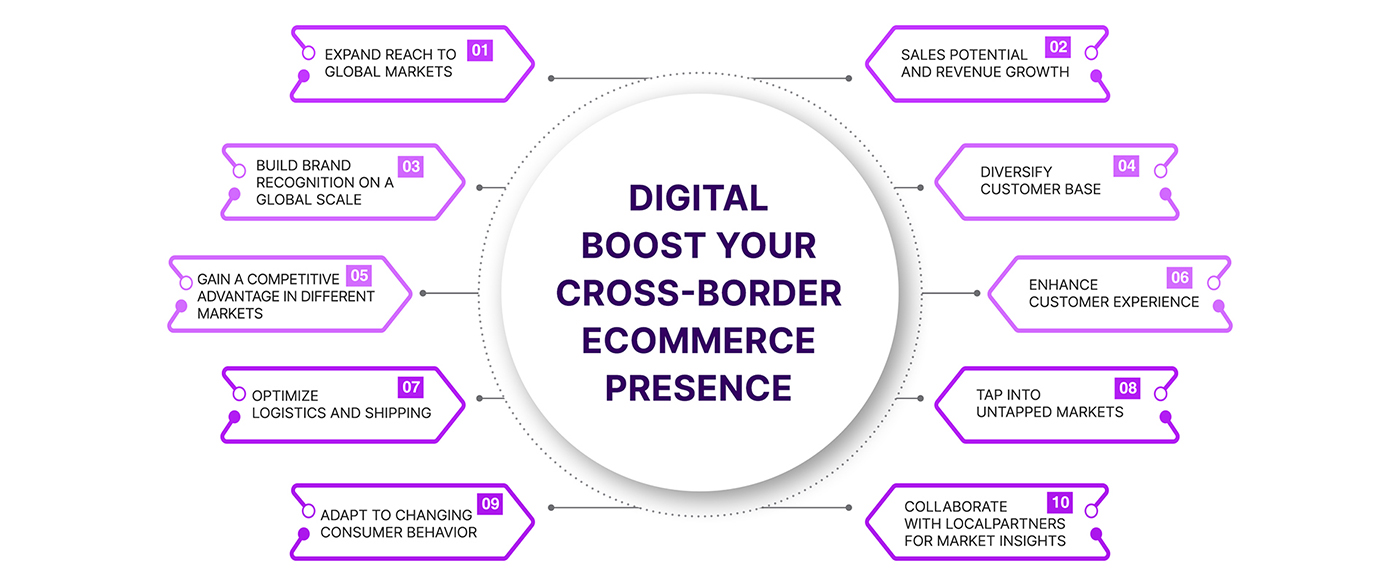 EXPAND REACH TO 01
GLOBAL MARKETS
SALES POTENTIAL 02
AND REVENUE GROWTH
BUILD BRAND 03
RECOGNITION ON A
GLOBAL SCALE
DIVERSIFY 04
CUSTOMER BASE
GAIN A COMPETITIVE 05
ADVANTAGE IN DIFFERENT
MARKETS
ENHANCE 06
CUSTOMER EXPERIENCE
OPTIMIZE 07
LOGISTICS AND SHIPPING
TAP INTO 08
UNTAPPED MARKETS
ADAPT TO CHANGING 09
CONSUMER BEHAVIOR
COLLABORATE 10
WITH LOCALPARTNERS
FOR MARKET INSIGHTS
DIGITAL
BOOST YOUR
CROSS-BORDER
ECOMMERCE
PRESENCE